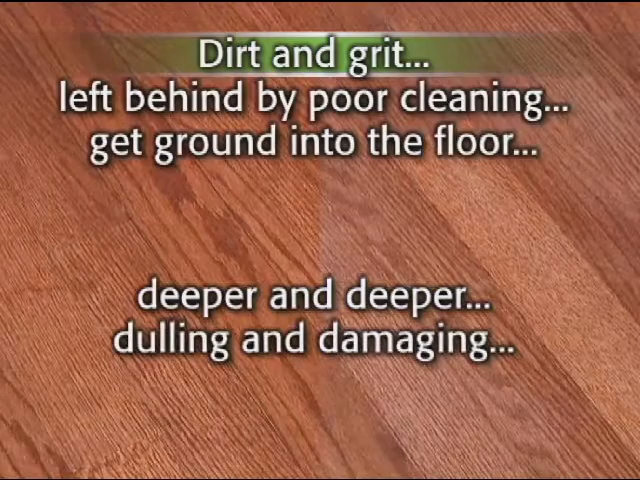 Dirt and grit...
left behind by poor cleaning...
get ground into the floor...
deeper and deeper...
dulling and damaging...